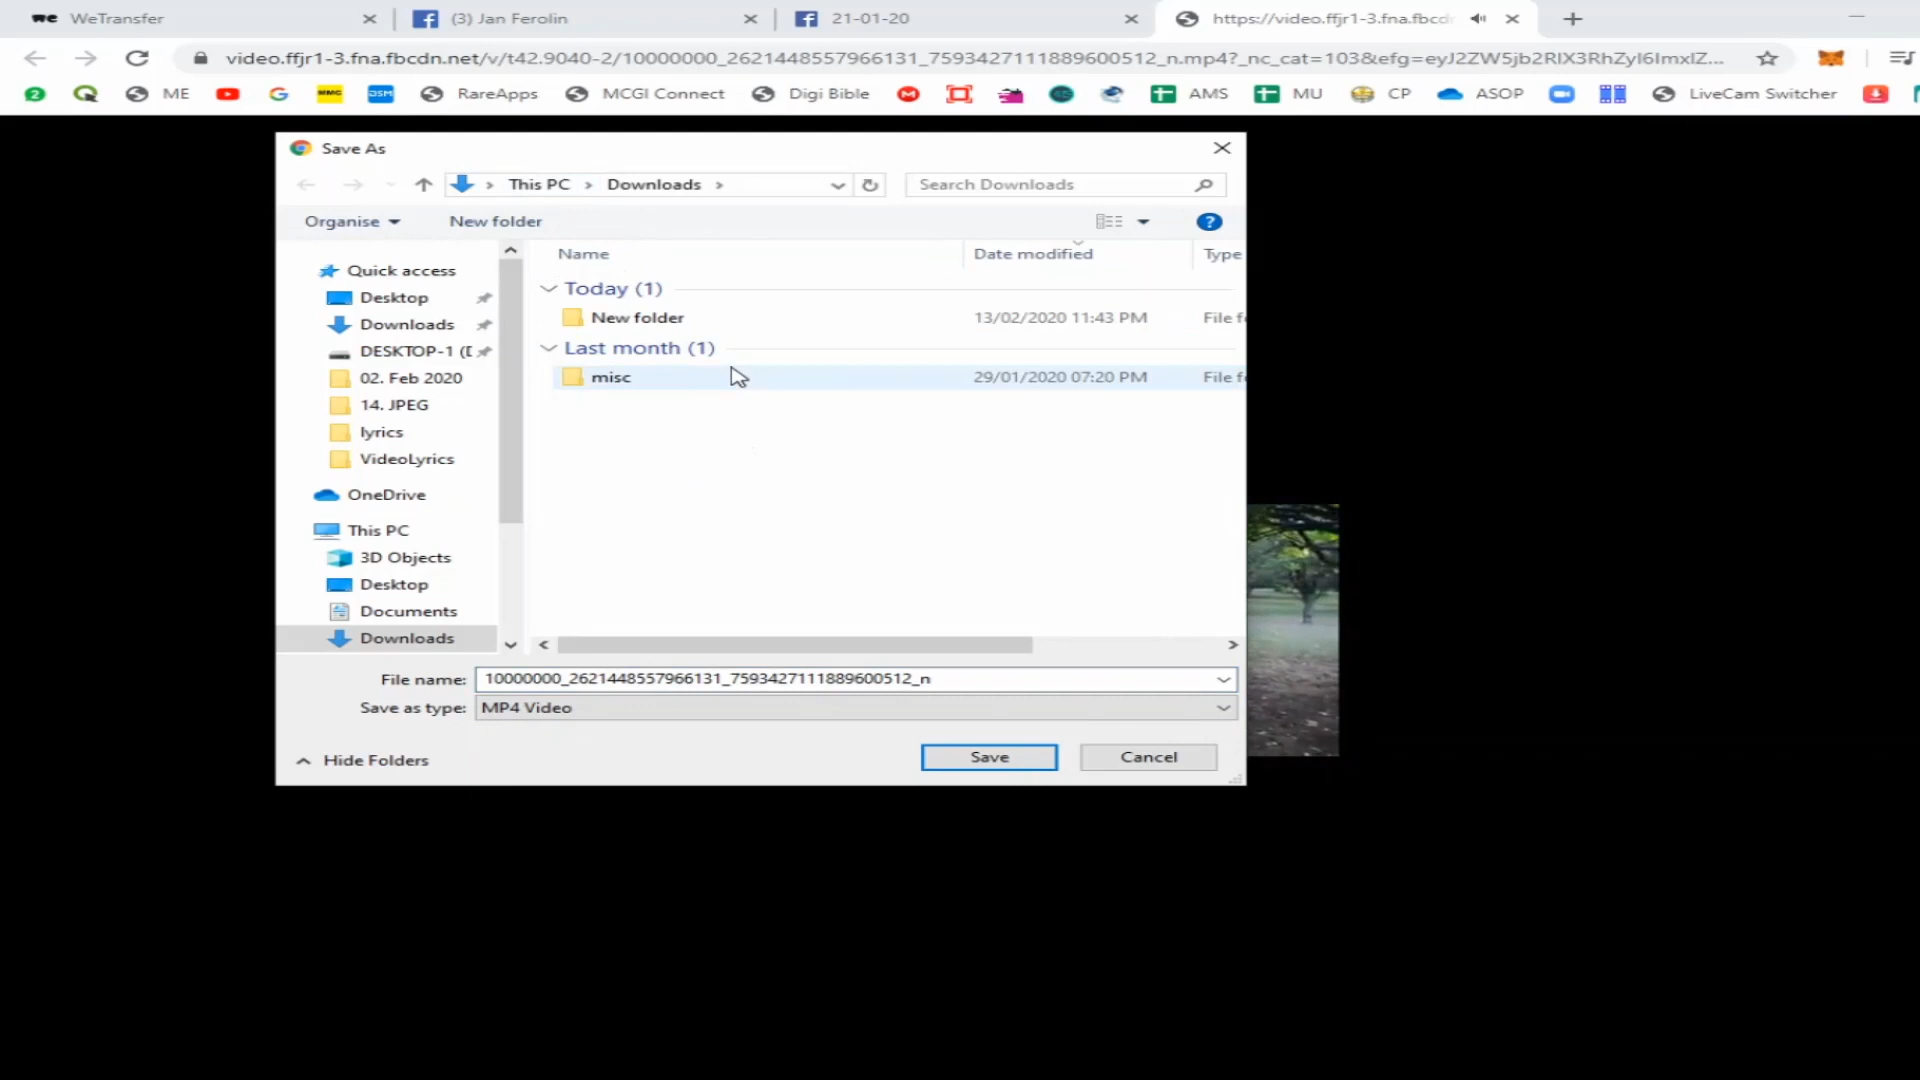 WeTransfer
(3) Jan Ferolin
21-01-20
https://video.ffjr1-3.fna.fbcd
video.ffjr1-3.fna.fbcdn.net/v/t42.9040-2/10000000_2621448557966131_7593427111889600512_n.mp4?_nc_cat=103&efg=eyJ2ZW5jb2RlX3RhZyI6ImxlZ...
2 ME G MMC DSM RareApps MCGI Connect Digi Bible M AMS MU CP ASOP LiveCam Switcher
Save As
This PC > Downloads >
Search Downloads
Organise
New folder
?
Name
Date modified
Type
Quick access
Desktop
Downloads
DESKTOP-1 (D
02. Feb 2020
14. JPEG
lyrics
VideoLyrics
OneDrive
This PC
3D Objects
Desktop
Documents
Downloads
Today (1)
New folder 13/02/2020 11:43 PM File f
Last month (1)
misc 29/01/2020 07:20 PM File f
File name: 10000000_2621448557966131_7593427111889600512_n
Save as type: MP4 Video
Hide Folders
Save
Cancel